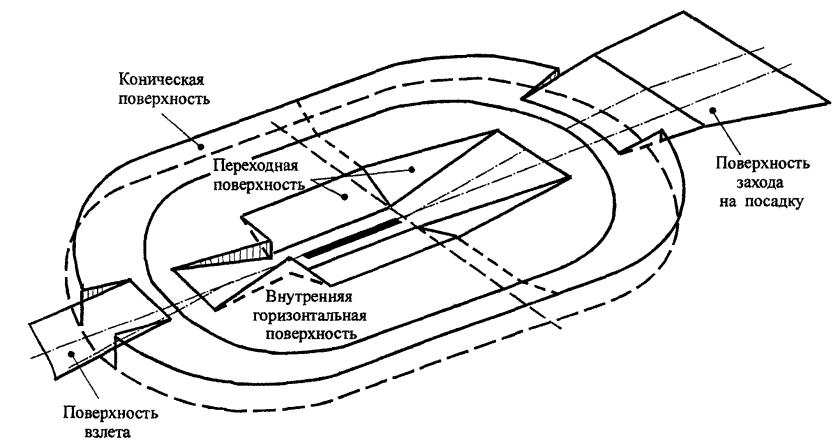 Коническая
поверхность
Переходная
поверхность
Поверхность
захода
на посадку
Внутренняя
горизонтальная
поверхность
Поверхность
взлета